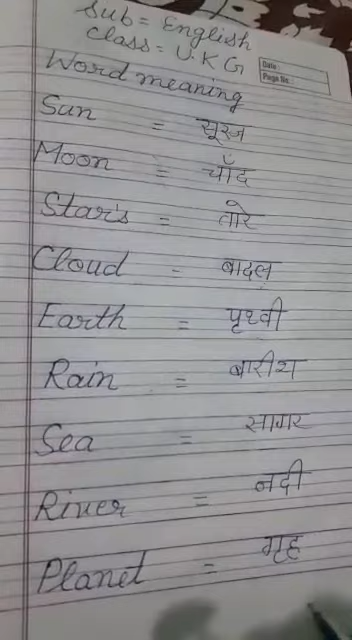 Sub = English
Class = U.K.G
Date :
Page No. :
Word meaning
Sun = सूरज
Moon = चाँद
Star's = तारे
Cloud - बादल
Earth = पृथ्वी
Rain = बारीश
Sea = सागर
River = नदी
Planet = गृह